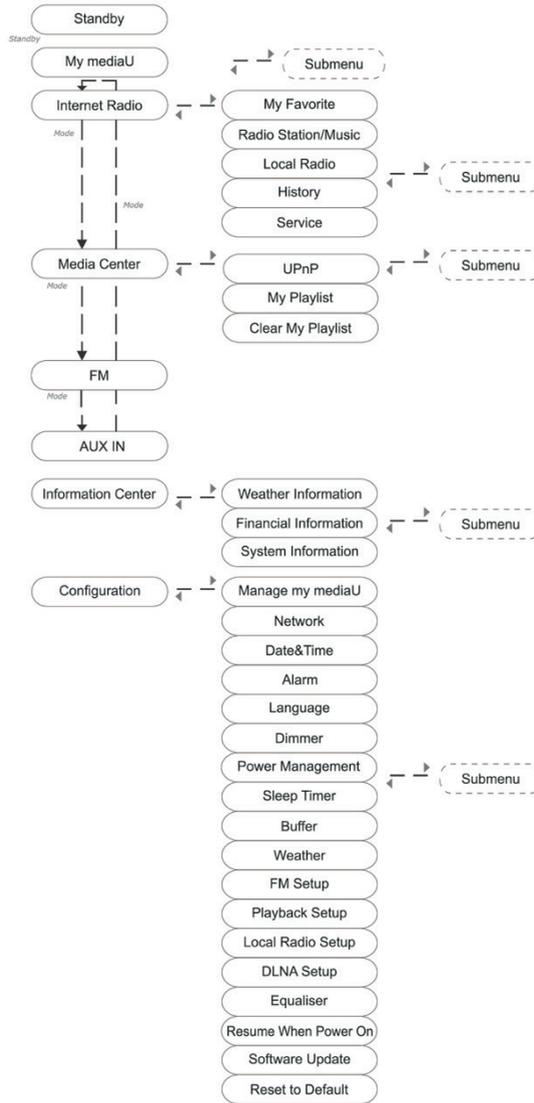 Standby
Standby
My mediaU
Submenu
Internet Radio
My Favorite
Mode
Radio Station/Music
Local Radio
Submenu
History
Mode
Service
Media Center
UPnP
Submenu
Mode
My Playlist
Clear My Playlist
FM
Mode
AUX IN
Information Center
Weather Information
Financial Information
Submenu
System Information
Configuration
Manage my mediaU
Network
Date&Time
Alarm
Language
Dimmer
Power Management
Submenu
Sleep Timer
Buffer
Weather
FM Setup
Playback Setup
Local Radio Setup
DLNA Setup
Equaliser
Resume When Power On
Software Update
Reset to Default